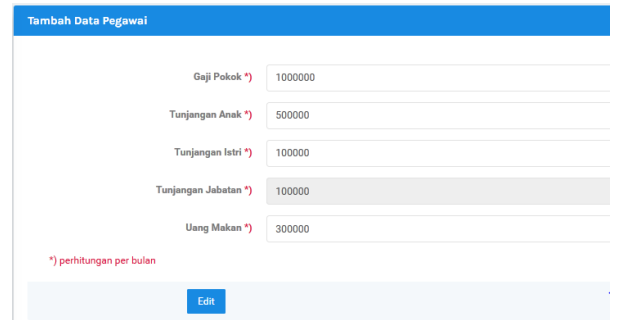 Tambah Data Pegawai
Gaji Pokok *) 1000000
Tunjangan Anak *) 500000
Tunjangan Istri *) 100000
Tunjangan Jabatan *) 100000
Uang Makan *) 300000
*) perhitungan per bulan
Edit